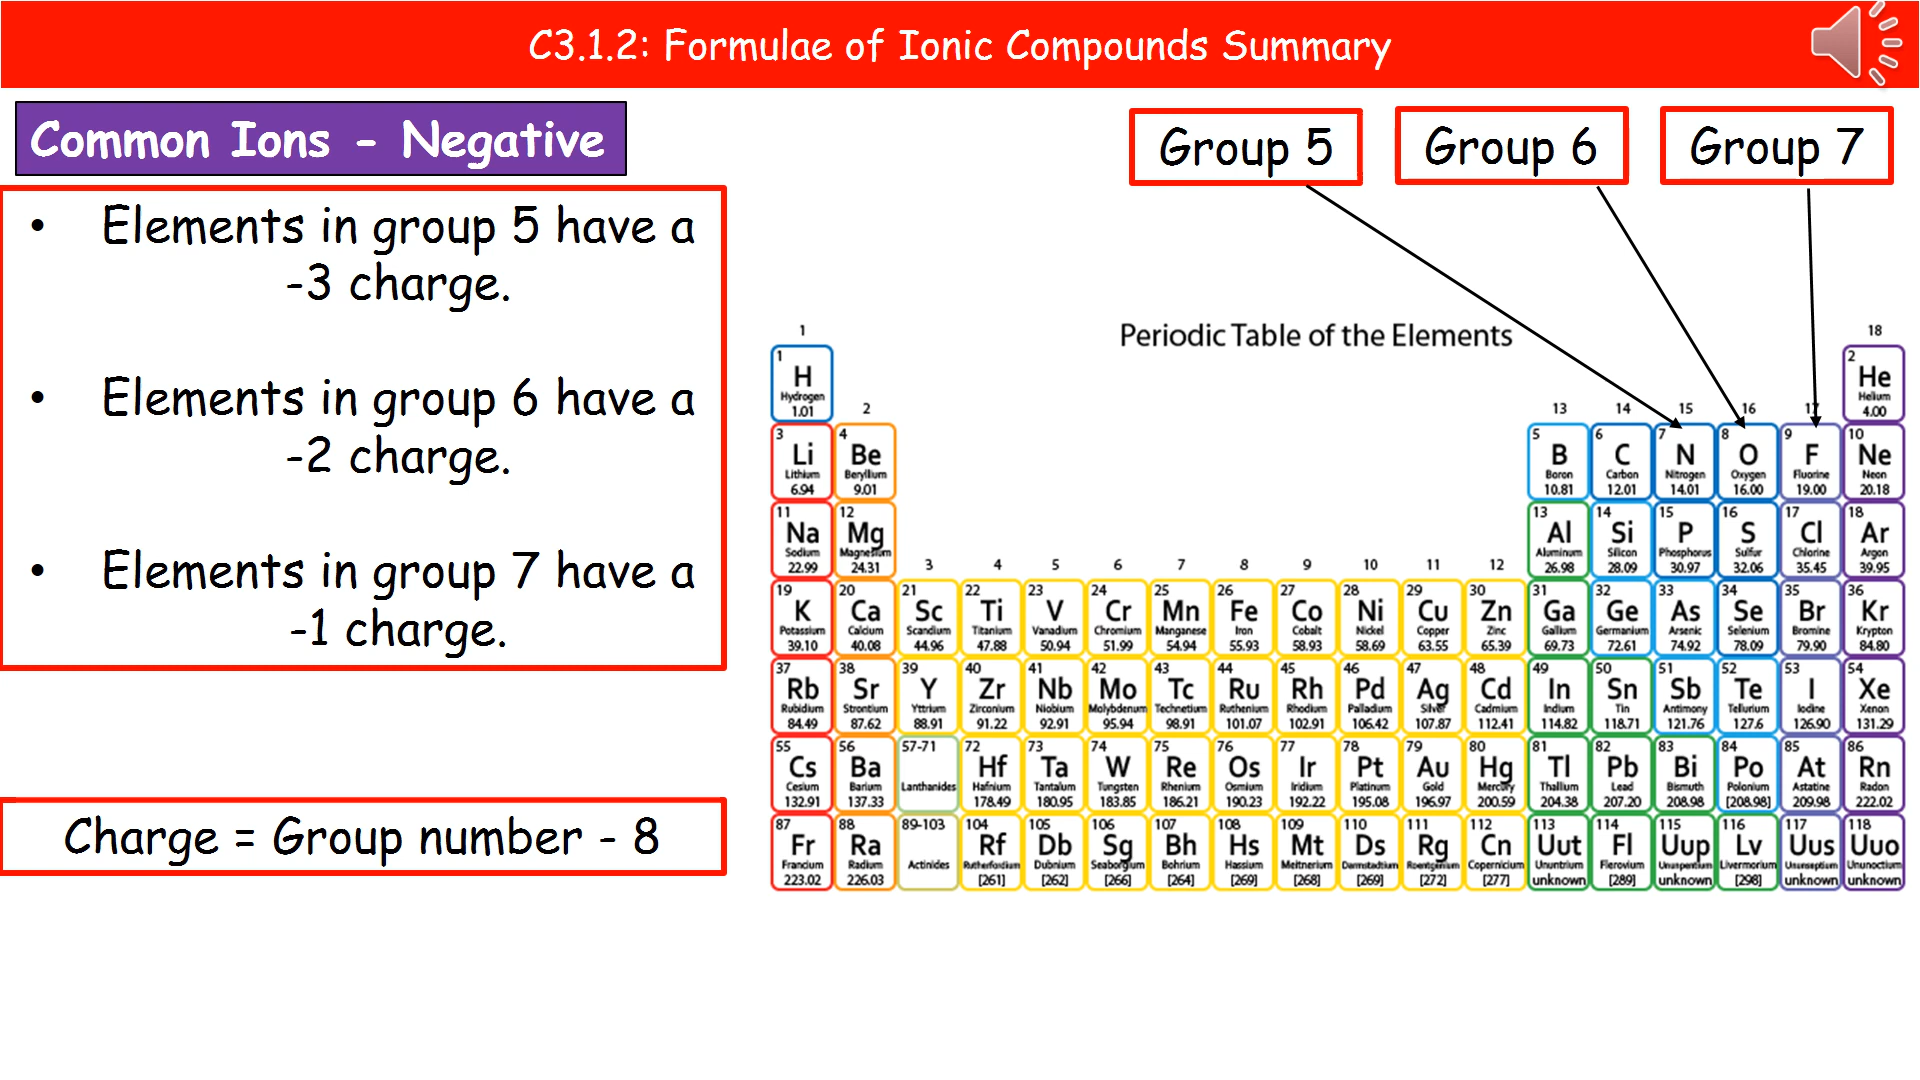 C3.1.2: Formulae of Ionic Compounds Summary
Common Ions - Negative
Group 5 Group 6 Group 7
• Elements in group 5 have a
-3 charge.
• Elements in group 6 have a
-2 charge.
• Elements in group 7 have a
-1 charge.
Charge = Group number - 8
Periodic Table of the Elements
1 18
1 2
H He
Hydrogen Helium
1.01 4.00
2 13 14 15 16 17
3 4 5 6 7 8 9 10
Li Be B C N O F Ne
Lithium Beryllium Boron Carbon Nitrogen Oxygen Fluorine Neon
6.94 9.01 10.81 12.01 14.01 16.00 19.00 20.18
11 12 13 14 15 16 17 18
Na Mg Al Si P S Cl Ar
Sodium Magnesium Aluminum Silicon Phosphorus Sulfur Chlorine Argon
22.99 24.31 26.98 28.09 30.97 32.06 35.45 39.95
3 4 5 6 7 8 9 10 11 12
19 20 21 22 23 24 25 26 27 28 29 30 31 32 33 34 35 36
K Ca Sc Ti V Cr Mn Fe Co Ni Cu Zn Ga Ge As Se Br Kr
Potassium Calcium Scandium Titanium Vanadium Chromium Manganese Iron Cobalt Nickel Copper Zinc Gallium Germanium Arsenic Selenium Bromine Krypton
39.10 40.08 44.96 47.88 50.94 51.99 54.94 55.93 58.93 58.69 63.55 65.39 69.73 72.61 74.92 78.09 79.90 84.80
37 38 39 40 41 42 43 44 45 46 47 48 49 50 51 52 53 54
Rb Sr Y Zr Nb Mo Tc Ru Rh Pd Ag Cd In Sn Sb Te I Xe
Rubidium Strontium Yttrium Zirconium Niobium Molybdenum Technetium Ruthenium Rhodium Palladium Silver Cadmium Indium Tin Antimony Tellurium Iodine Xenon
84.49 87.62 88.91 91.22 92.91 95.94 98.91 101.07 102.91 106.42 107.87 112.41 114.82 118.71 121.76 127.6 126.90 131.29
55 56 57-71 72 73 74 75 76 77 78 79 80 81 82 83 84 85 86
Cs Ba Hf Ta W Re Os Ir Pt Au Hg Tl Pb Bi Po At Rn
Cesium Barium Lanthanides Hafnium Tantalum Tungsten Rhenium Osmium Iridium Platinum Gold Mercury Thallium Lead Bismuth Polonium Astatine Radon
132.91 137.33 178.49 180.95 183.85 186.21 190.23 192.22 195.08 196.97 200.59 204.38 207.20 208.98 [208.98] 209.98 222.02
87 88 89-103 104 105 106 107 108 109 110 111 112 113 114 115 116 117 118
Fr Ra Rf Db Sg Bh Hs Mt Ds Rg Cn Uut Fl Uup Lv Uus Uuo
Francium Radium Actinides Rutherfordium Dubnium Seaborgium Bohrium Hassium Meitnerium Darmstadtium Roentgenium Copernicium Ununtrium Flerovium Ununpentium Livermorium Ununseptium Ununoctium
223.02 226.03 [261] [262] [266] [264] [269] [268] [269] [272] [277] unknown [289] unknown [298] unknown unknown